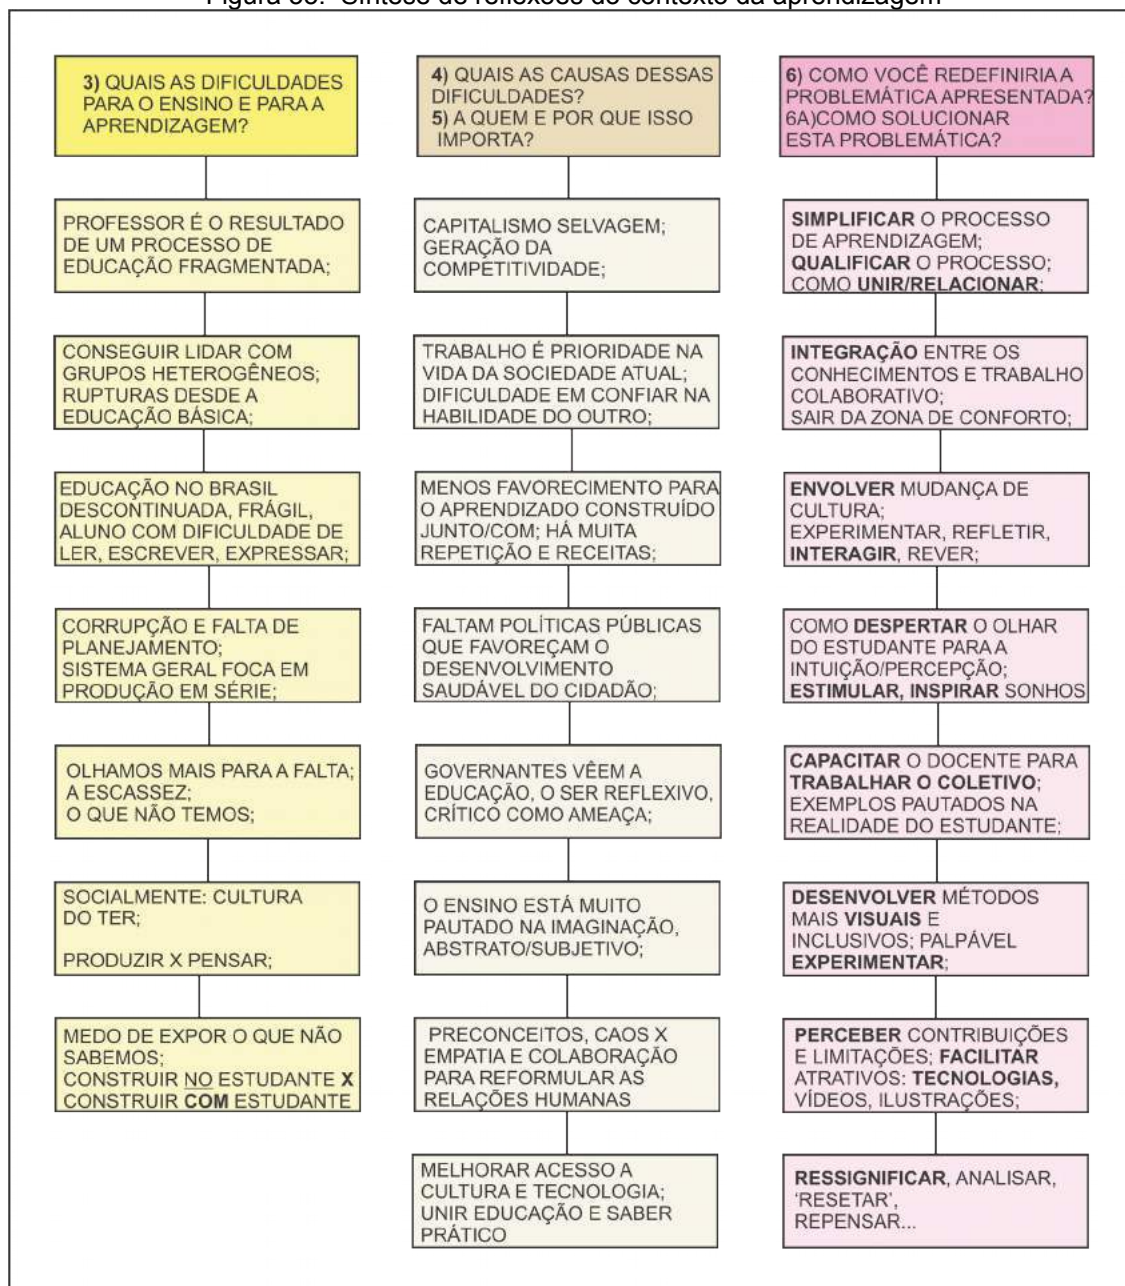 Síntese de reflexões do contexto da aprendizagem
3) QUAIS AS DIFICULDADES
PARA O ENSINO E PARA A
APRENDIZAGEM?
PROFESSOR É O RESULTADO
DE UM PROCESSO DE
EDUCAÇÃO FRAGMENTADA;
CONSEGUIR LIDAR COM
GRUPOS HETEROGÊNEOS;
RUPTURAS DESDE A
EDUCAÇÃO BÁSICA;
EDUCAÇÃO NO BRASIL
DESCONTINUADA, FRÁGIL,
ALUNO COM DIFICULDADE DE
LER, ESCREVER, EXPRESSAR;
CORRUPÇÃO E FALTA DE
PLANEJAMENTO;
SISTEMA GERAL FOCA EM
PRODUÇÃO EM SÉRIE;
OLHAMOS MAIS PARA A FALTA;
A ESCASSEZ;
O QUE NÃO TEMOS;
SOCIALMENTE: CULTURA
DO TER;
PRODUZIR X PENSAR;
MEDO DE EXPOR O QUE NÃO
SABEMOS;
CONSTRUIR NO ESTUDANTE X
CONSTRUIR COM ESTUDANTE
4) QUAIS AS CAUSAS DESSAS
DIFICULDADES?
5) A QUEM E POR QUE ISSO
IMPORTA?
CAPITALISMO SELVAGEM;
GERAÇÃO DA
COMPETITIVIDADE;
TRABALHO É PRIORIDADE NA
VIDA DA SOCIEDADE ATUAL;
DIFICULDADE EM CONFIAR NA
HABILIDADE DO OUTRO;
MENOS FAVORECIMENTO PARA
O APRENDIZADO CONSTRUÍDO
JUNTO/COM; HÁ MUITA
REPETIÇÃO E RECEITAS;
FALTAM POLÍTICAS PÚBLICAS
QUE FAVOREÇAM O
DESENVOLVIMENTO
SAUDÁVEL DO CIDADÃO;
GOVERNANTES VÊEM A
EDUCAÇÃO, O SER REFLEXIVO,
CRÍTICO COMO AMEAÇA;
O ENSINO ESTÁ MUITO
PAUTADO NA IMAGINAÇÃO,
ABSTRATO/SUBJETIVO;
PRECONCEITOS, CAOS X
EMPATIA E COLABORAÇÃO
PARA REFORMULAR AS
RELAÇÕES HUMANAS
MELHORAR ACESSO A
CULTURA E TECNOLOGIA;
UNIR EDUCAÇÃO E SABER
PRÁTICO
6) COMO VOCÊ REDEFINIRIA A
PROBLEMÁTICA APRESENTADA?
6A)COMO SOLUCIONAR
ESTA PROBLEMÁTICA?
SIMPLIFICAR O PROCESSO
DE APRENDIZAGEM;
QUALIFICAR O PROCESSO;
COMO UNIR/RELACIONAR;
INTEGRAÇÃO ENTRE OS
CONHECIMENTOS E TRABALHO
COLABORATIVO;
SAIR DA ZONA DE CONFORTO;
ENVOLVER MUDANÇA DE
CULTURA;
EXPERIMENTAR, REFLETIR,
INTERAGIR, REVER;
COMO DESPERTAR O OLHAR
DO ESTUDANTE PARA A
INTUIÇÃO/PERCEPÇÃO;
ESTIMULAR, INSPIRAR SONHOS
CAPACITAR O DOCENTE PARA
TRABALHAR O COLETIVO;
EXEMPLOS PAUTADOS NA
REALIDADE DO ESTUDANTE;
DESENVOLVER MÉTODOS
MAIS VISUAIS E
INCLUSIVOS; PALPÁVEL
EXPERIMENTAR;
PERCEBER CONTRIBUIÇÕES
E LIMITAÇÕES; FACILITAR
ATRATIVOS: TECNOLOGIAS,
VÍDEOS, ILUSTRAÇÕES;
RESSIGNIFICAR, ANALISAR,
'RESETAR',
REPENSAR...